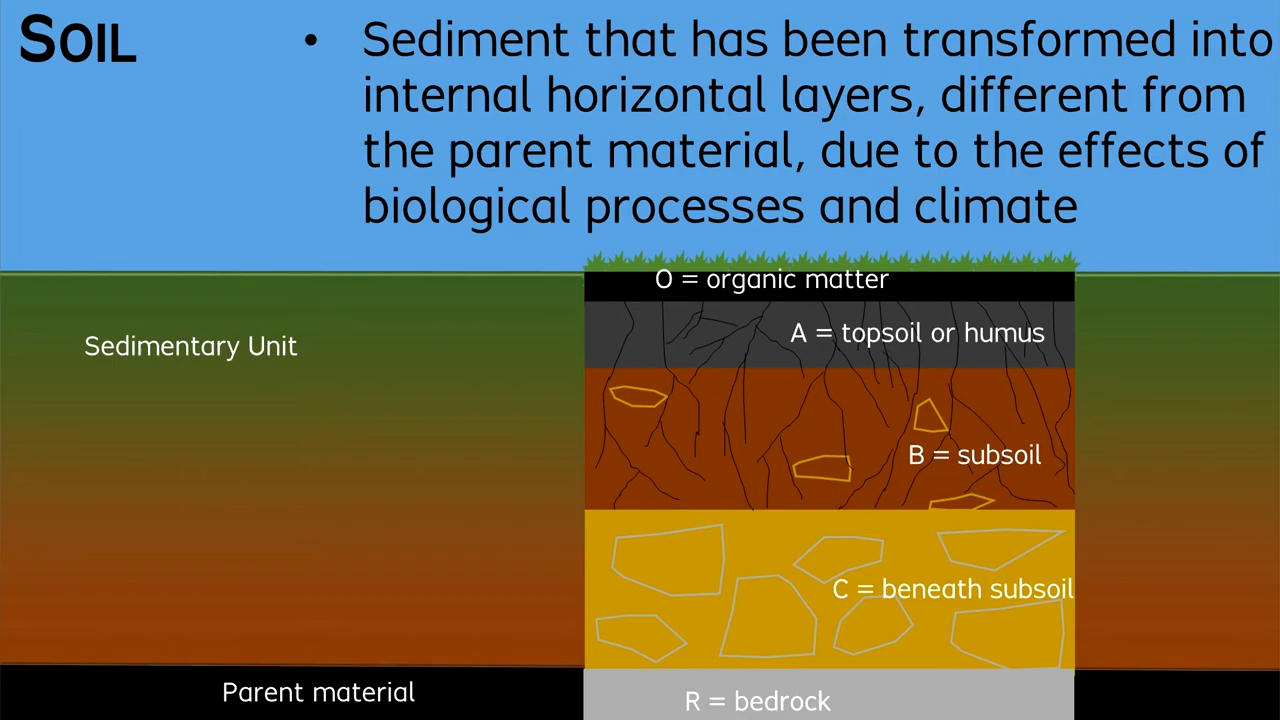 SOIL
• Sediment that has been transformed into
internal horizontal layers, different from
the parent material, due to the effects of
biological processes and climate
O = organic matter
A = topsoil or humus
Sedimentary Unit
B = subsoil
C = beneath subsoil
Parent material
R = bedrock